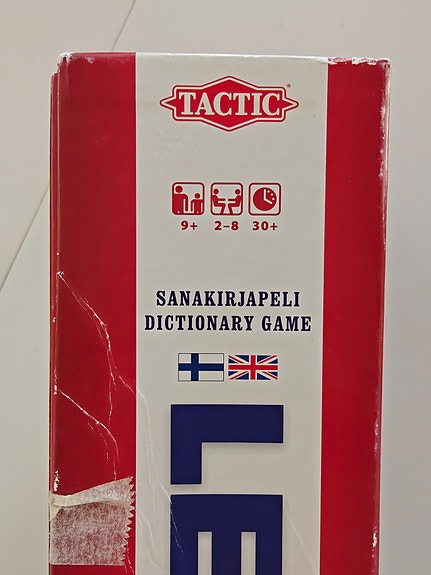 TACTIC
9+ 2–8 30+
SANAKIRJAPELI
DICTIONARY GAME
LE